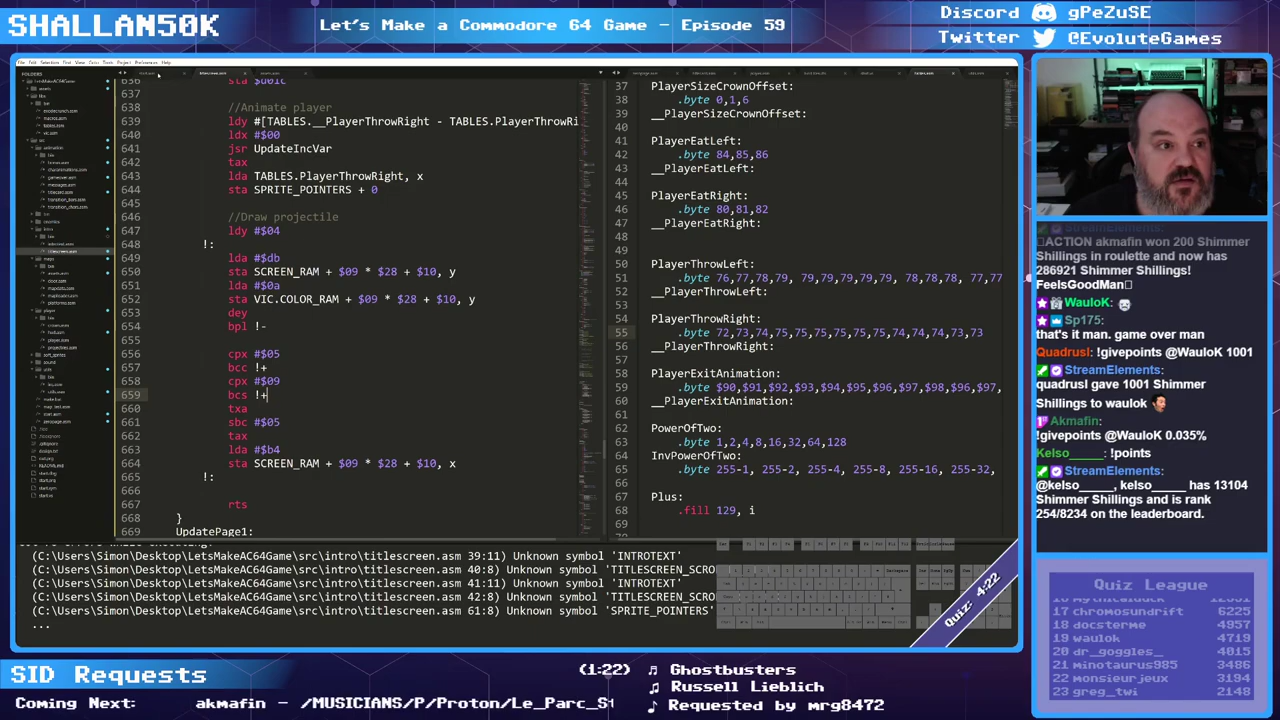 SHALLAN50K
Let's Make a Commodore 64 Game - Episode 59
Discord gPeZuSE
Twitter @EvoluteGames
FOLDERS
636 sta $d01c
637
638 //Animate player
639 ldy #[TABLES.__PlayerThrowRight - TABLES.PlayerThrowRi
640 ldx #$00
641 jsr UpdateIncVar
642 tax
643 lda TABLES.PlayerThrowRight, x
644 sta SPRITE_POINTERS + 0
645
646 //Draw projectile
647 ldy #$04
648 !:
649 lda #$db
650 sta SCREEN_RAM + $09 * $28 + $10, y
651 lda #$0a
652 sta VIC.COLOR_RAM + $09 * $28 + $10, y
653 dey
654 bpl !-
655
656 cpx #$05
657 bcc !+
658 cpx #$09
659 bcs !+
660 txa
661 sbc #$05
662 tax
663 lda #$b4
664 sta SCREEN_RAM + $09 * $28 + $10, x
665 !:
666
667 rts
668 }
669 UpdatePage1:
37 PlayerSizeCrownOffset:
38 .byte 0,1,6
39 __PlayerSizeCrownOffset:
40
41 PlayerEatLeft:
42 .byte 84,85,86
43 __PlayerEatLeft:
44
45 PlayerEatRight:
46 .byte 80,81,82
47 __PlayerEatRight:
48
49
50 PlayerThrowLeft:
51 .byte 76,77,78,79, 79,79,79,79, 78,78,78, 77,77
52 __PlayerThrowLeft:
53
54 PlayerThrowRight:
55 .byte 72,73,74,75,75,75,75,75,75,74,74,74,73,73
56 __PlayerThrowRight:
57
58 PlayerExitAnimation:
59 .byte $90,$91,$92,$93,$94,$95,$96,$97,$98,$96,$97,
60 __PlayerExitAnimation:
61
62 PowerOfTwo:
63 .byte 1,2,4,8,16,32,64,128
64 InvPowerOfTwo:
65 .byte 255-1, 255-2, 255-4, 255-8, 255-16, 255-32,
66
67 Plus:
68 .fill 129, i
69
(C:\Users\Simon\Desktop\LetsMakeAC64Game\src\intro\titlescreen.asm 39:11) Unknown symbol 'INTROTEXT'
(C:\Users\Simon\Desktop\LetsMakeAC64Game\src\intro\titlescreen.asm 40:8) Unknown symbol 'TITLESCREEN_SCRO
(C:\Users\Simon\Desktop\LetsMakeAC64Game\src\intro\titlescreen.asm 41:11) Unknown symbol 'INTROTEXT'
(C:\Users\Simon\Desktop\LetsMakeAC64Game\src\intro\titlescreen.asm 42:8) Unknown symbol 'TITLESCREEN_SCRO
(C:\Users\Simon\Desktop\LetsMakeAC64Game\src\intro\titlescreen.asm 61:8) Unknown symbol 'SPRITE_POINTERS'
...
Quiz: 4:22
StreamElements:
ACTION akmafin won 200 Shimmer
Shillings in roulette and now has
286921 Shimmer Shillings!
FeelsGoodMan
WauloK:
Sp175:
that's it man. game over man
Quadrusl: !givepoints @WauloK 1001
StreamElements:
quadrusl gave 1001 Shimmer
Shillings to waulok
Akmafin:
!givepoints @WauloK 0.035%
Kelso_____: !points
StreamElements:
@kelso_____, kelso_____ has 13104
Shimmer Shillings and is rank
254/8234 on the leaderboard.
Quiz League
17 chromosundrift 6225
18 docsterme 4957
19 waulok 4719
20 dr_goggles_ 4015
21 minotaurus985 3486
22 monsieurjeux 3194
23 greg_twi 2148
SID Requests
(1:22) Ghostbusters
Russell Lieblich
Requested by mrg8472
Coming Next: akmafin - /MUSICIANS/P/Proton/Le_Parc_St